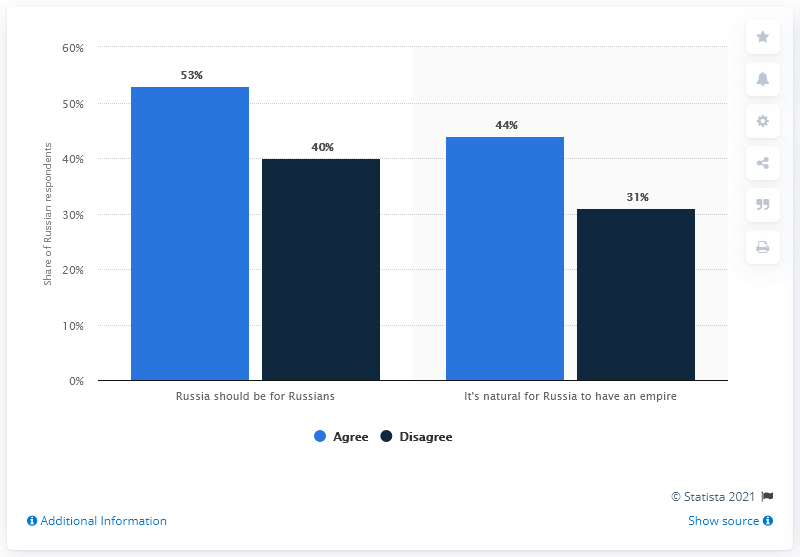 60%
50%
40%
30%
20%
10%
0%
Share of Russian respondents
53%
40%
44%
31%
Russia should be for Russians
It's natural for Russia to have an empire
Agree
Disagree
© Statista 2021
Additional Information
Show source